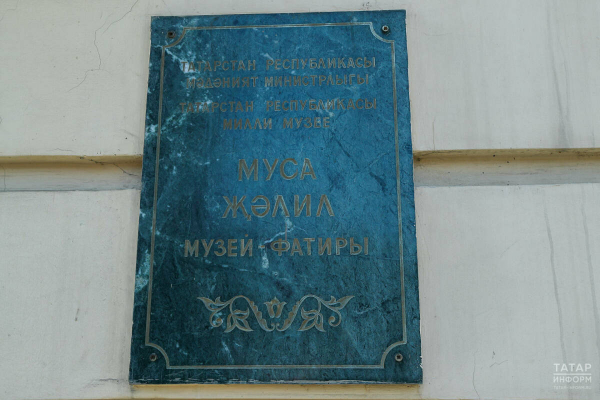 ТАТАРСТАН РЕСПУБЛИКАСЫ
МӘДӘНИЯТ МИНИСТРЛЫГЫ
ТАТАРСТАН РЕСПУБЛИКАСЫ
МИЛЛИ МУЗЕЕ
МУСА
ҖӘЛИЛ
МУЗЕЙ-ФАТИРЫ
ТАТАР
ИНФОРМ